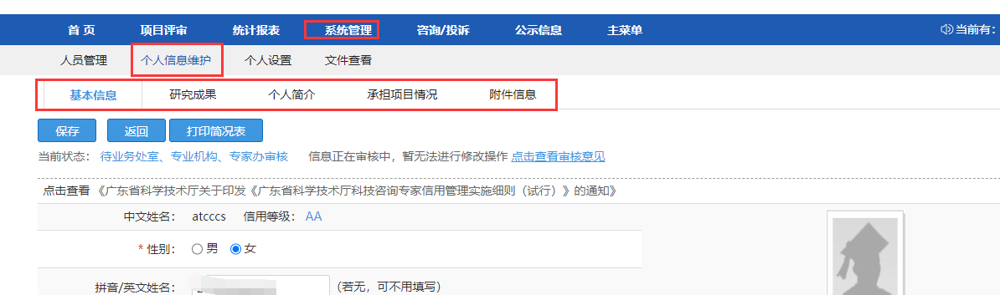 首 页 项目评审 统计报表 系统管理 咨询/投诉 公示信息 主菜单 当前有：
人员管理 个人信息维护 个人设置 文件查看
基本信息 研究成果 个人简介 承担项目情况 附件信息
保存 返回 打印简况表
当前状态： 待业务处室、专业机构、专家办审核 信息正在审核中，暂无法进行修改操作 点击查看审核意见
点击查看 《广东省科学技术厅关于印发《广东省科学技术厅科技咨询专家信用管理实施细则（试行）》的通知》
中文姓名： atcccs 信用等级： AA
* 性别： 男 女
拼音/英文姓名： （若无，可不用填写）